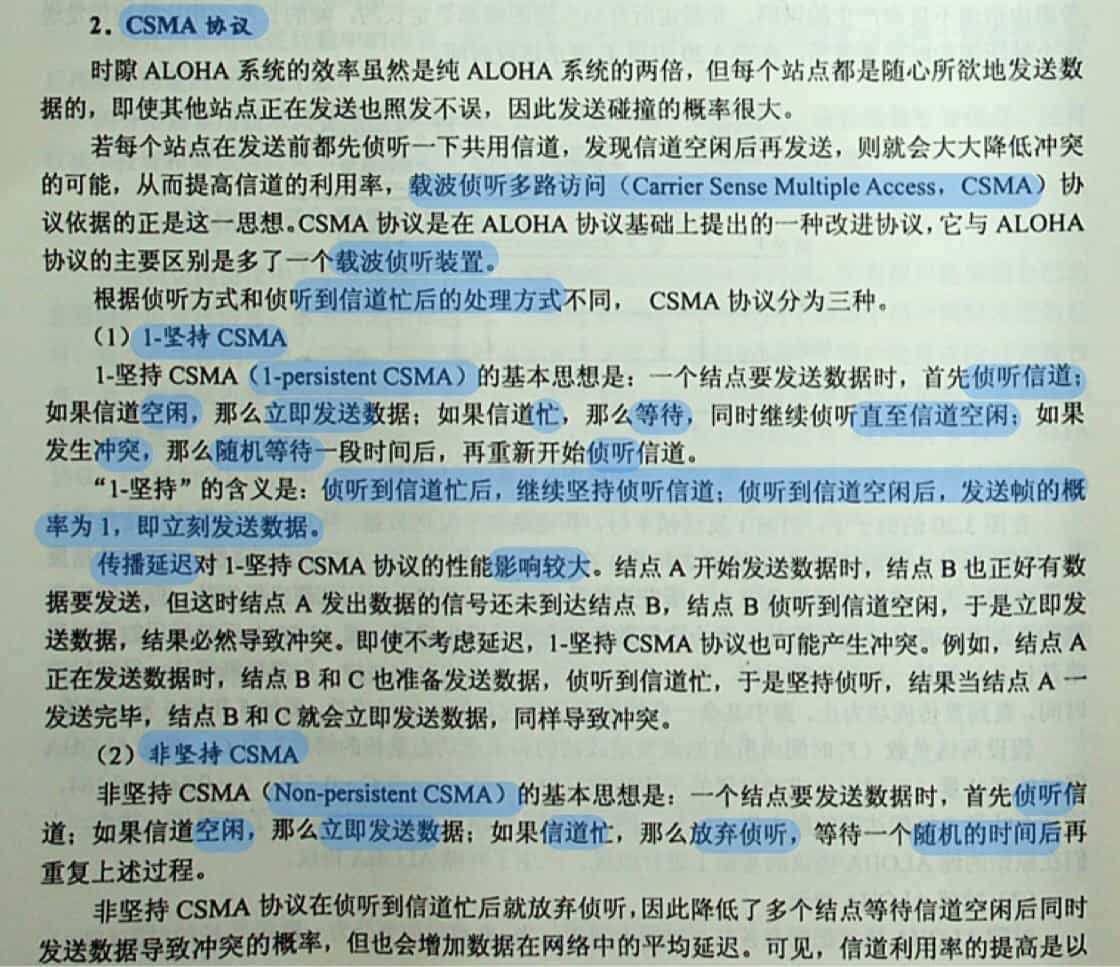 2. CSMA 协议
时隙 ALOHA 系统的效率虽然是纯 ALOHA 系统的两倍，但每个站点都是随心所欲地发送数
据的，即使其他站点正在发送也照发不误，因此发送碰撞的概率很大。
若每个站点在发送前都先侦听一下共用信道，发现信道空闲后再发送，则就会大大降低冲突
的可能，从而提高信道的利用率，载波侦听多路访问（Carrier Sense Multiple Access，CSMA）协
议依据的正是这一思想。CSMA 协议是在 ALOHA 协议基础上提出的一种改进协议，它与 ALOHA
协议的主要区别是多了一个载波侦听装置。
根据侦听方式和侦听到信道忙后的处理方式不同， CSMA 协议分为三种。
（1）1-坚持 CSMA
1-坚持 CSMA（1-persistent CSMA）的基本思想是：一个结点要发送数据时，首先侦听信道；
如果信道空闲，那么立即发送数据；如果信道忙，那么等待，同时继续侦听直至信道空闲；如果
发生冲突，那么随机等待一段时间后，再重新开始侦听信道。
“1-坚持”的含义是：侦听到信道忙后，继续坚持侦听信道；侦听到信道空闲后，发送帧的概
率为 1，即立刻发送数据。
传播延迟对 1-坚持 CSMA 协议的性能影响较大。结点 A 开始发送数据时，结点 B 也正好有数
据要发送，但这时结点 A 发出数据的信号还未到达结点 B，结点 B 侦听到信道空闲，于是立即发
送数据，结果必然导致冲突。即使不考虑延迟，1-坚持 CSMA 协议也可能产生冲突。例如，结点 A
正在发送数据时，结点 B 和 C 也准备发送数据，侦听到信道忙，于是坚持侦听，结果当结点 A 一
发送完毕，结点 B 和 C 就会立即发送数据，同样导致冲突。
（2）非坚持 CSMA
非坚持 CSMA（Non-persistent CSMA）的基本思想是：一个结点要发送数据时，首先侦听信
道；如果信道空闲，那么立即发送数据；如果信道忙，那么放弃侦听，等待一个随机的时间后再
重复上述过程。
非坚持 CSMA 协议在侦听到信道忙后就放弃侦听，因此降低了多个结点等待信道空闲后同时
发送数据导致冲突的概率，但也会增加数据在网络中的平均延迟。可见，信道利用率的提高是以